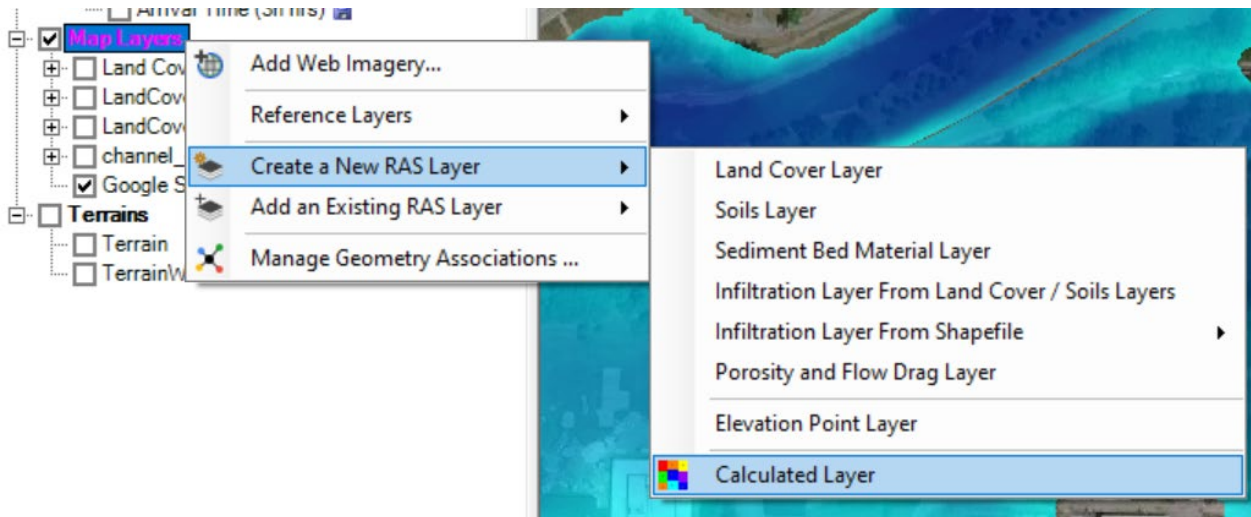 Arrival Time (3h hrs)
Map Layers
Land Cov
LandCov
LandCov
channel_
Google S
Terrains
Terrain
TerrainW
Add Web Imagery...
Reference Layers
Create a New RAS Layer
Add an Existing RAS Layer
Manage Geometry Associations ...
Land Cover Layer
Soils Layer
Sediment Bed Material Layer
Infiltration Layer From Land Cover / Soils Layers
Infiltration Layer From Shapefile
Porosity and Flow Drag Layer
Elevation Point Layer
Calculated Layer